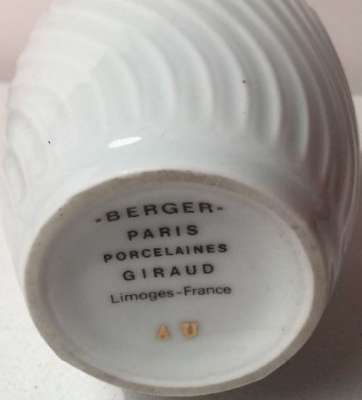 -BERGER-
PARIS
PORCELAINES
GIRAUD
Limoges-France